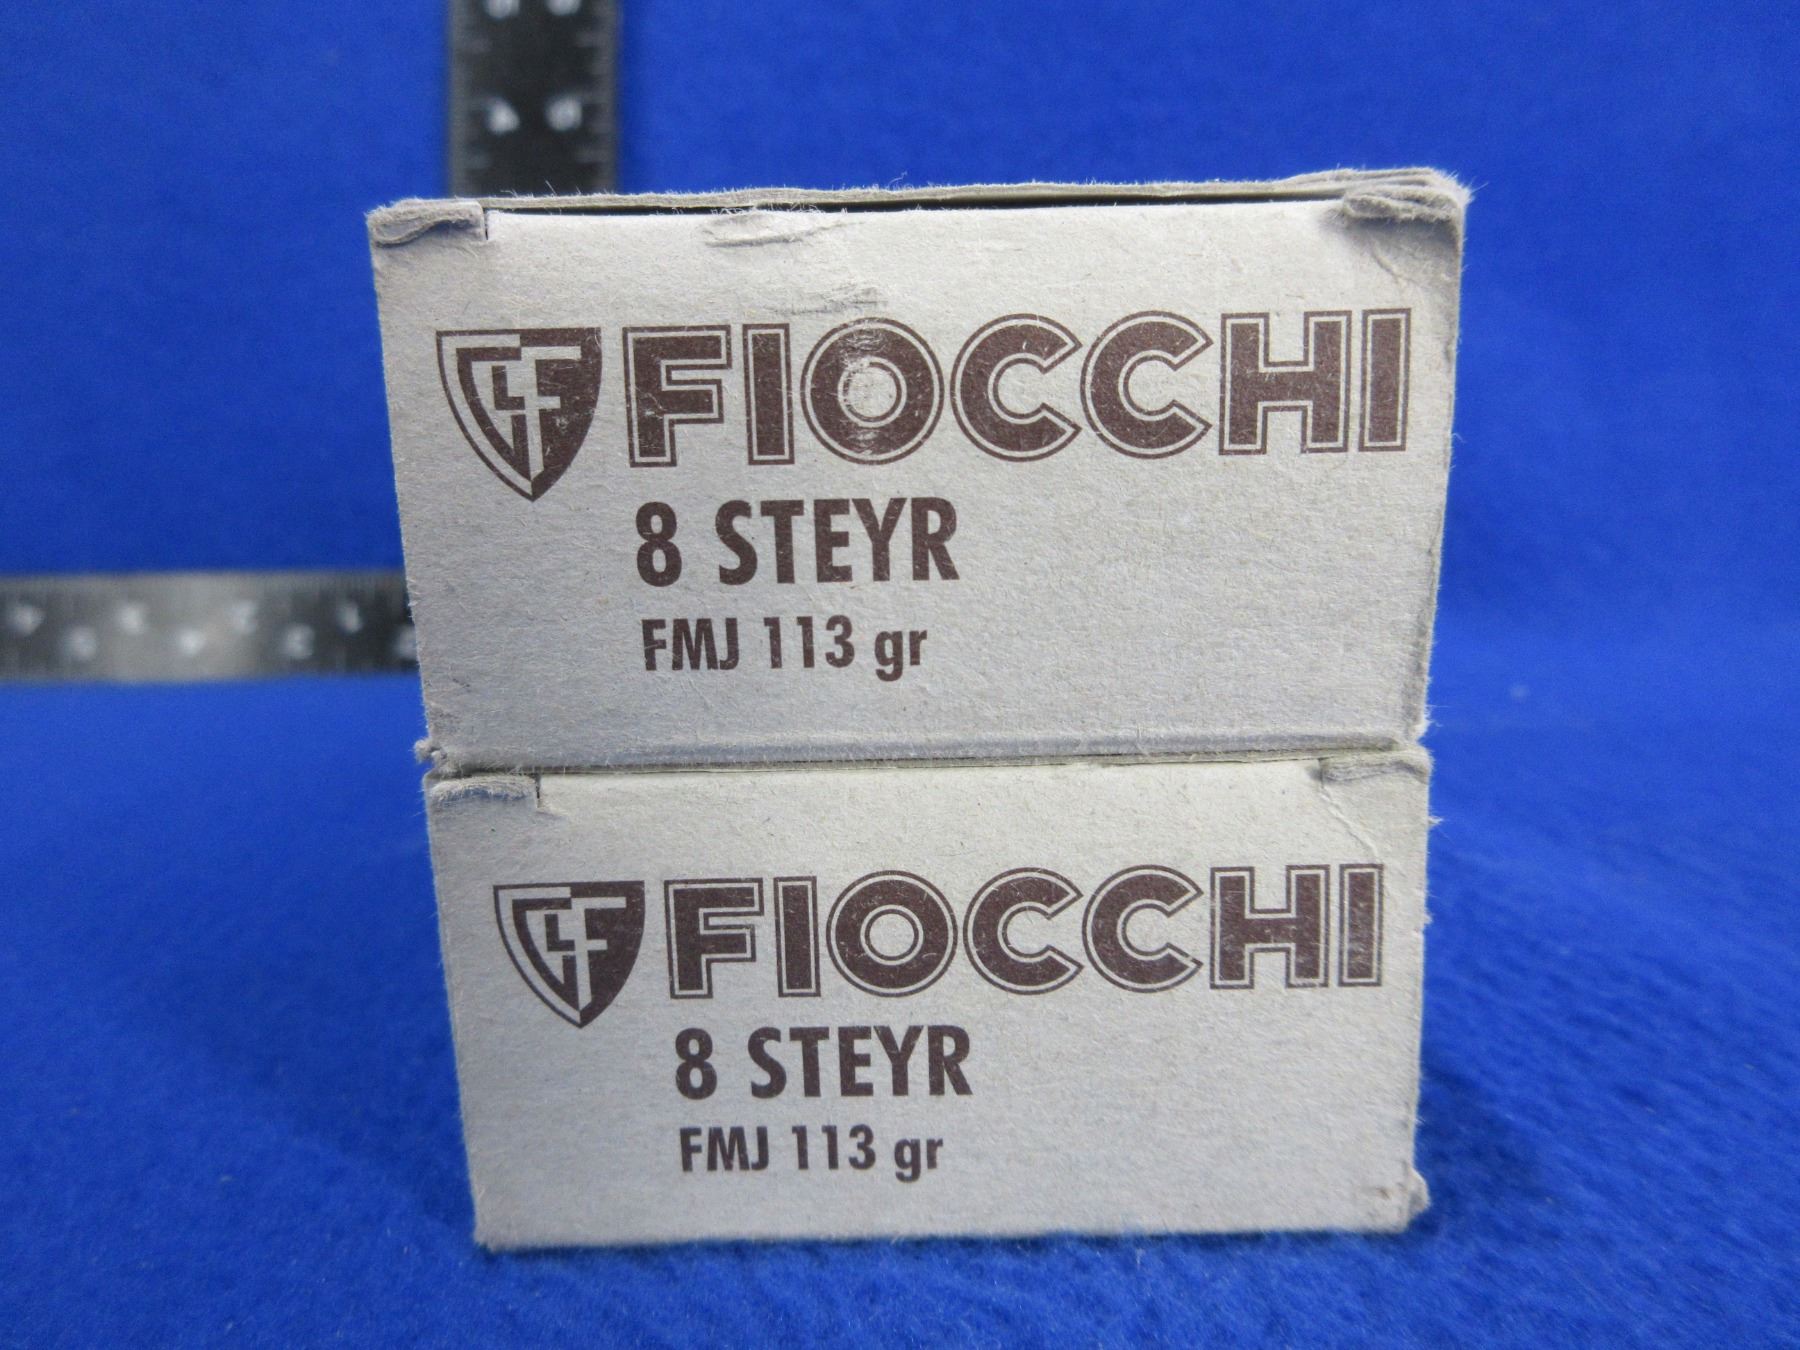 FIOCCHI
8 STEYR
FMJ 113 gr
FIOCCHI
8 STEYR
FMJ 113 gr